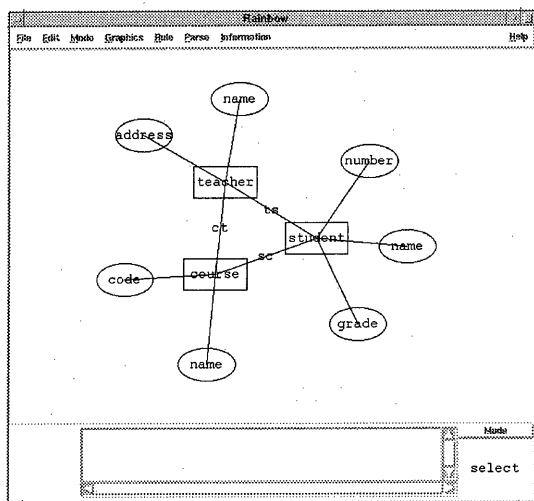 Rainbow
File Edit Mode Graphics Rule Parse Information Help
name
address
number
teacher
ts
ct
student
name
sc
code
course
grade
name
Mode
select